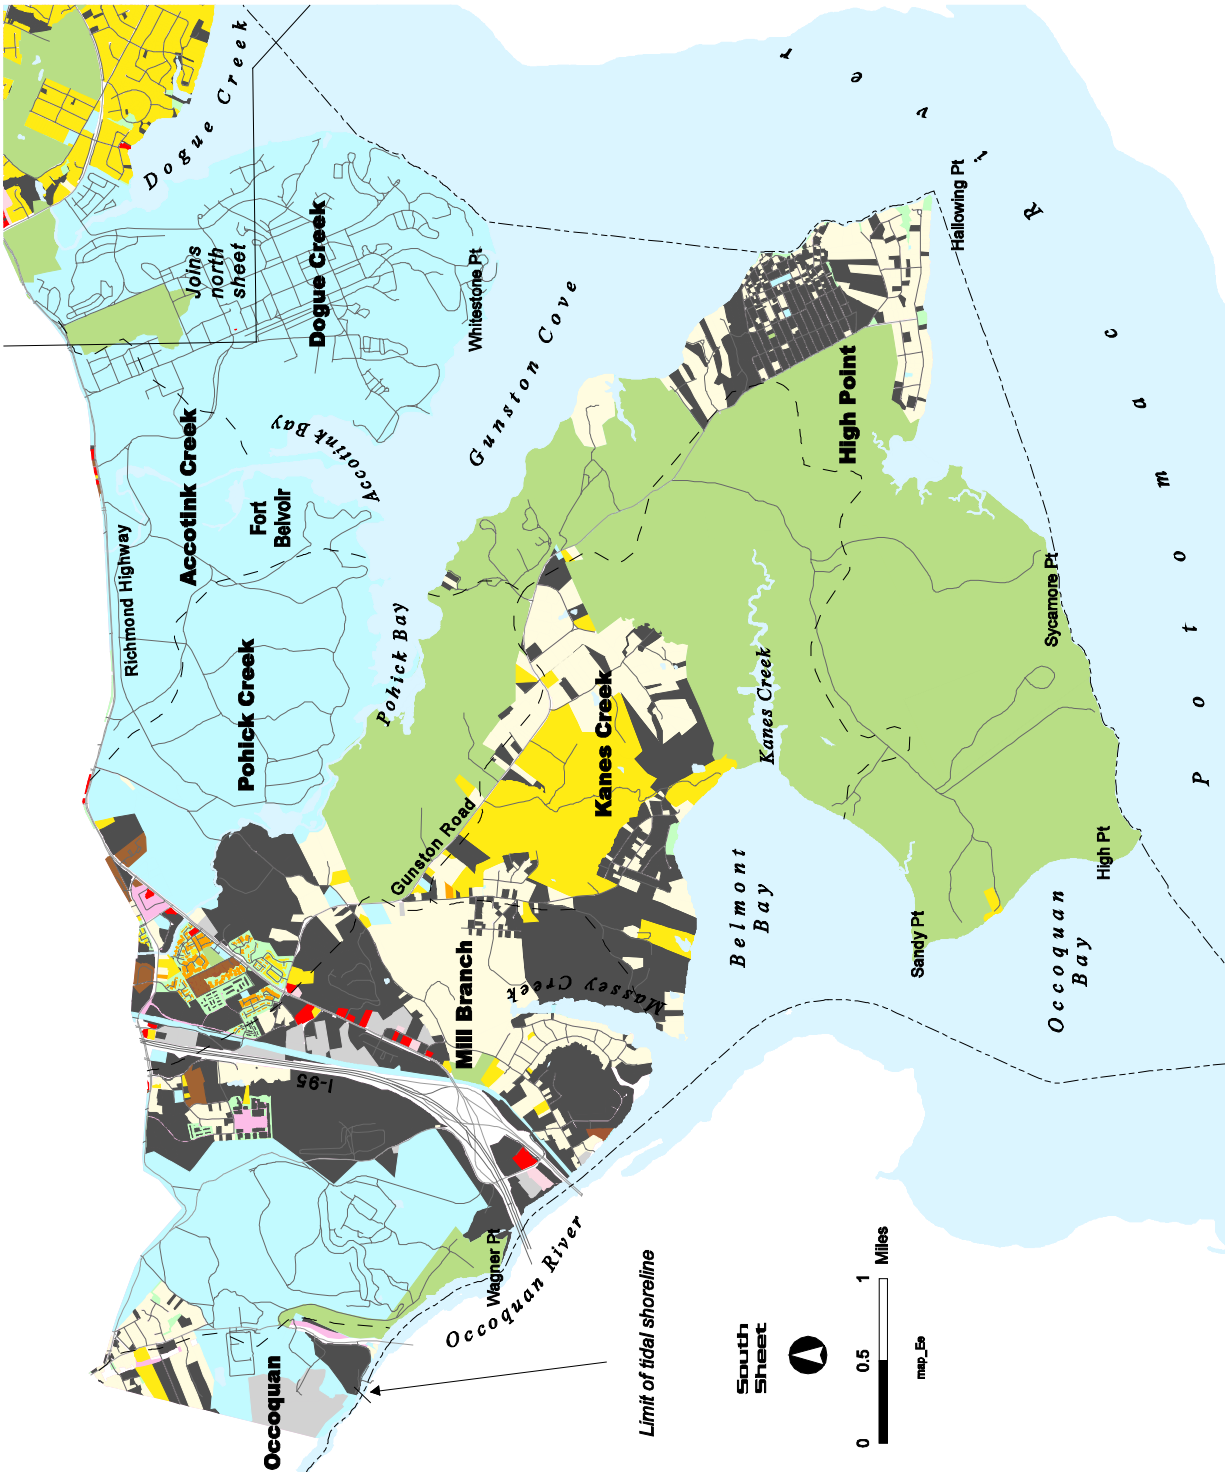 Dogue Creek
Joins
north
sheet
Dogue Creek
Whitestone Pt
Gunston Cove
Hallowing Pt
Potomac River
High Point
Accotink Creek
Accotink Bay
Fort
Belvoir
Richmond Highway
Pohick Creek
Pohick Bay
Sycamore Pt
Kanes Creek
Kanes Creek
Gunston Road
High Pt
Belmont
Bay
Sandy Pt
Occoquan
Bay
Mill Branch
Massey Creek
I-95
Wagner Pt
Occoquan River
Occoquan
Limit of tidal shoreline
South
Sheet
0 0.5 1 Miles
map_Ee